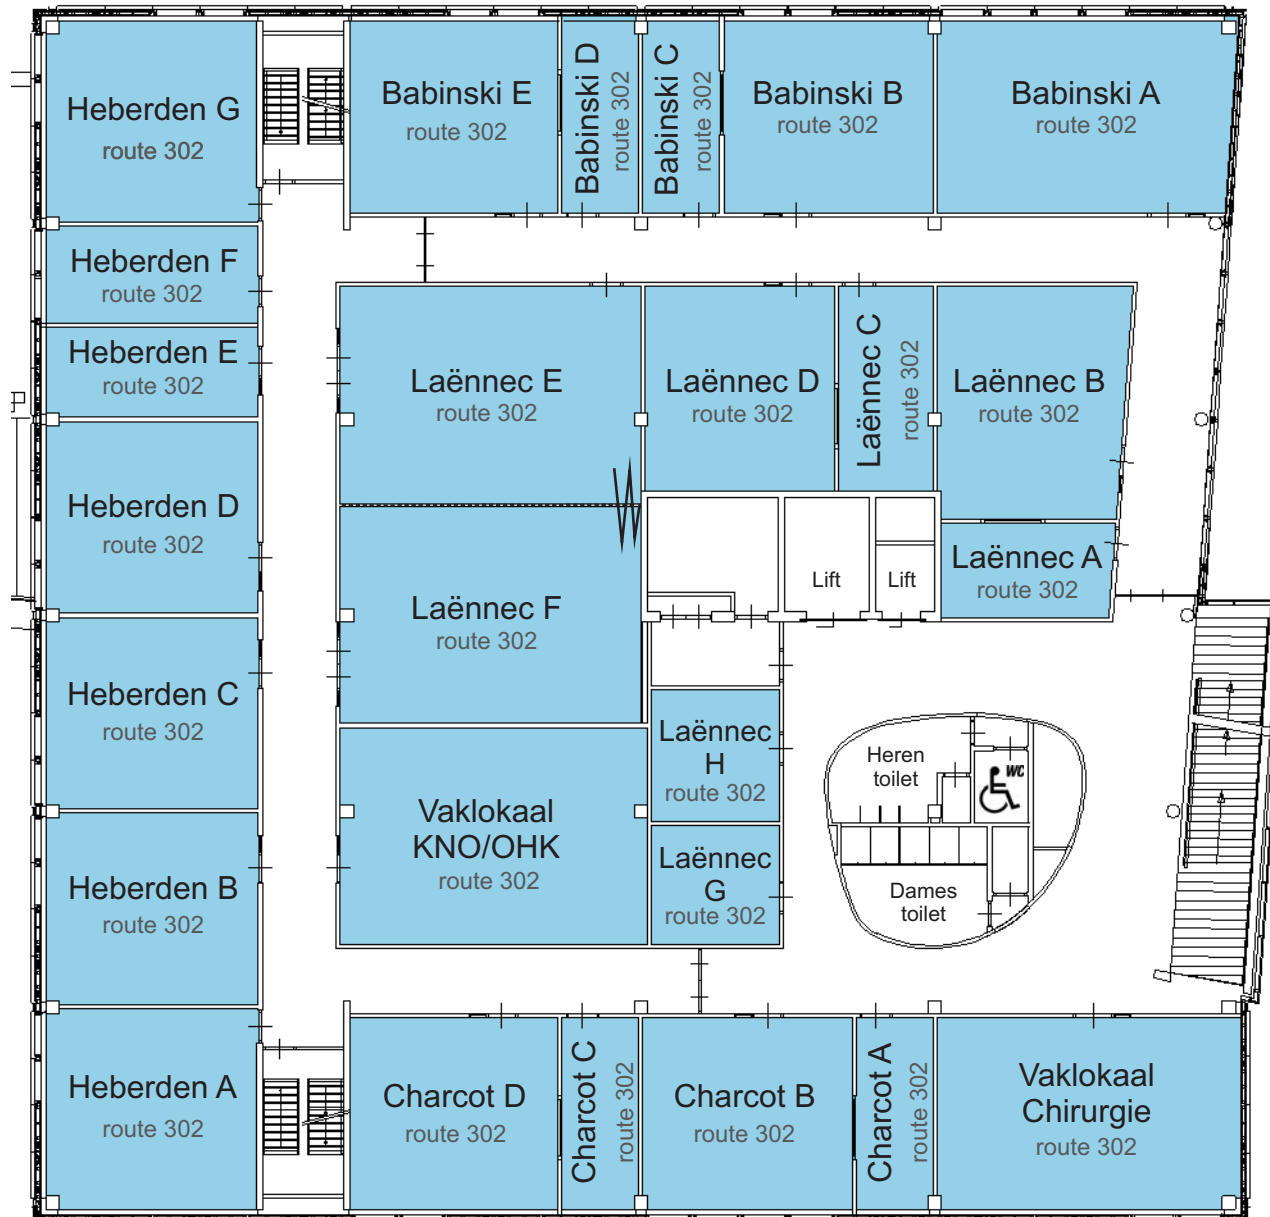 Heberden G
route 302
Babinski E
route 302
Babinski D
route 302
Babinski C
route 302
Babinski B
route 302
Babinski A
route 302
Heberden F
route 302
Heberden E
route 302
Laënnec E
route 302
Laënnec D
route 302
Laënnec C
route 302
Laënnec B
route 302
Heberden D
route 302
Laënnec F
route 302
Lift
Lift
Laënnec A
route 302
Heberden C
route 302
Laënnec
H
route 302
Heren
toilet
WC
Vaklokaal
KNO/OHK
route 302
Heberden B
route 302
Laënnec
G
route 302
Dames
toilet
Heberden A
route 302
Charcot D
route 302
Charcot C
route 302
Charcot B
route 302
Charcot A
route 302
Vaklokaal
Chirurgie
route 302